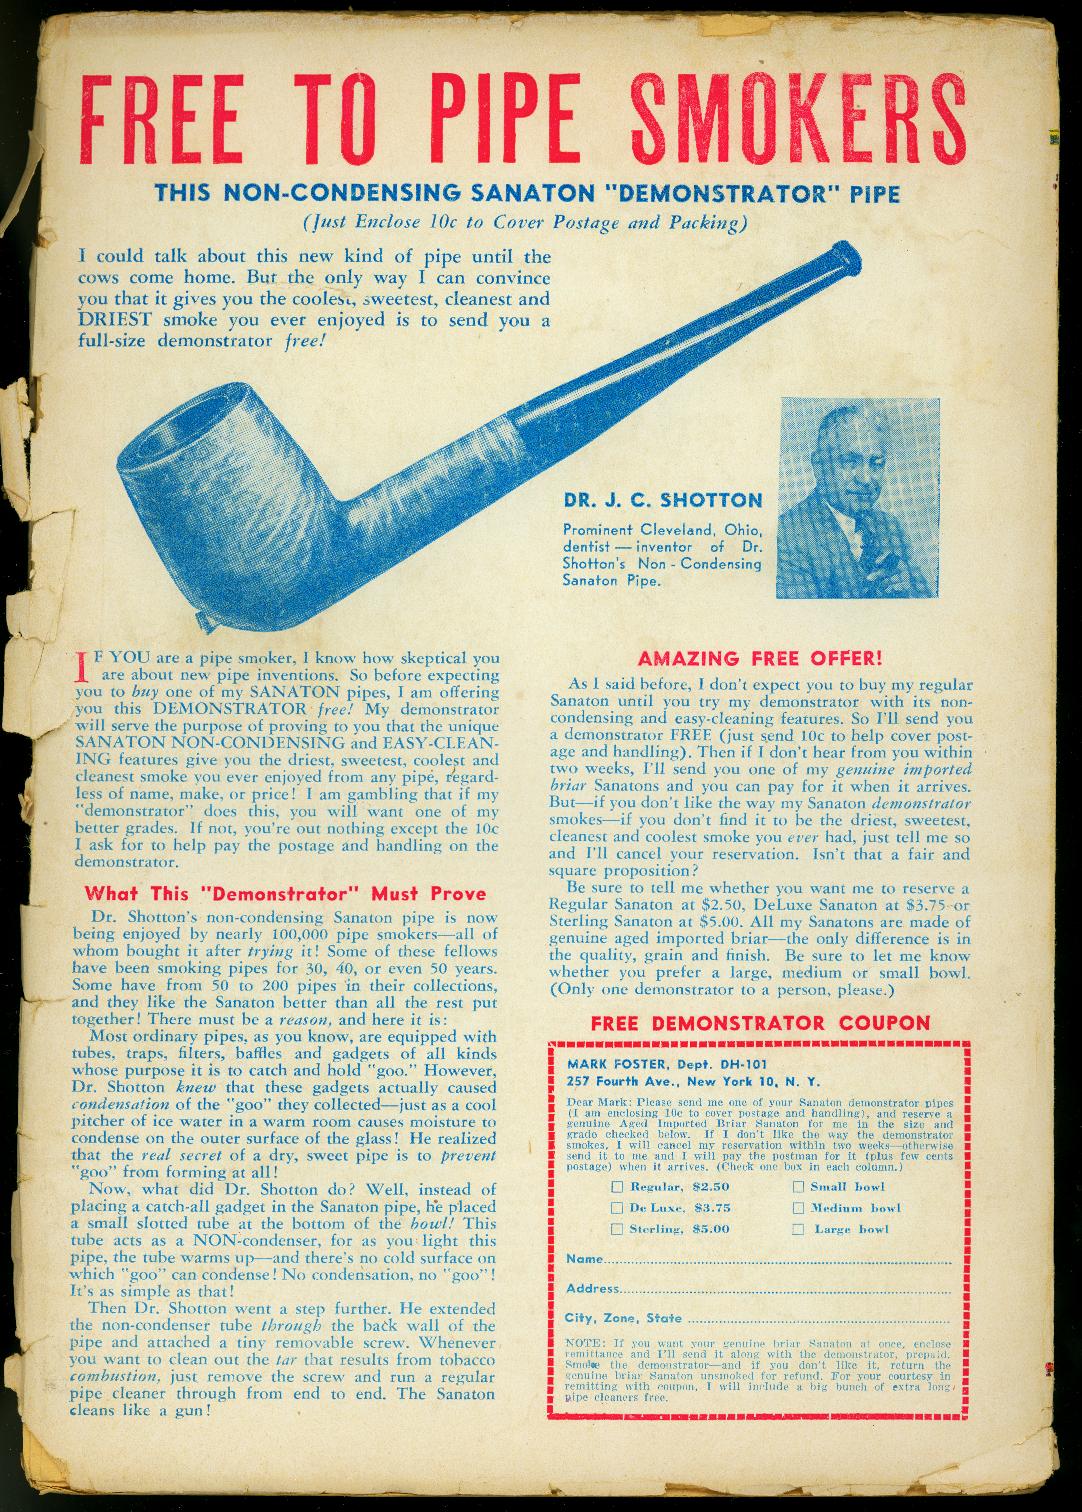 FREE TO PIPE SMOKERS
THIS NON-CONDENSING SANATON "DEMONSTRATOR" PIPE
(Just Enclose 10c to Cover Postage and Packing)
I could talk about this new kind of pipe until the
cows come home. But the only way I can convince
you that it gives you the coolest, sweetest, cleanest and
DRIEST smoke you ever enjoyed is to send you a
full-size demonstrator free!
DR. J. C. SHOTTON
Prominent Cleveland, Ohio,
dentist — inventor of Dr.
Shotton's Non-Condensing
Sanaton Pipe.
IF YOU are a pipe smoker, I know how skeptical you
are about new pipe inventions. So before expecting
you to buy one of my SANATON pipes, I am offering
you this DEMONSTRATOR free! My demonstrator
will serve the purpose of proving to you that the unique
SANATON NON-CONDENSING and EASY-CLEAN-
ING features give you the driest, sweetest, coolest and
cleanest smoke you ever enjoyed from any pipe, regard-
less of name, make, or price! I am gambling that if my
"demonstrator" does this, you will want one of my
better grades. If not, you're out nothing except the 10c
I ask for to help pay the postage and handling on the
demonstrator.
What This "Demonstrator" Must Prove
Dr. Shotton's non-condensing Sanaton pipe is now
being enjoyed by nearly 100,000 pipe smokers—all of
whom bought it after trying it! Some of these fellows
have been smoking pipes for 30, 40, or even 50 years.
Some have from 50 to 200 pipes in their collections,
and they like the Sanaton better than all the rest put
together! There must be a reason, and here it is:
Most ordinary pipes, as you know, are equipped with
tubes, traps, filters, baffles and gadgets of all kinds
whose purpose it is to catch and hold "goo." However,
Dr. Shotton knew that these gadgets actually caused
condensation of the "goo" they collected—just as a cool
pitcher of ice water in a warm room causes moisture to
condense on the outer surface of the glass! He realized
that the real secret of a dry, sweet pipe is to prevent
"goo" from forming at all!
Now, what did Dr. Shotton do? Well, instead of
placing a catch-all gadget in the Sanaton pipe, he placed
a small slotted tube at the bottom of the bowl! This
tube acts as a NON-condenser, for as you light this
pipe, the tube warms up—and there's no cold surface on
which "goo" can condense! No condensation, no "goo"!
It's as simple as that!
Then Dr. Shotton went a step further. He extended
the non-condenser tube through the back wall of the
pipe and attached a tiny removable screw. Whenever
you want to clean out the tar that results from tobacco
combustion, just remove the screw and run a regular
pipe cleaner through from end to end. The Sanaton
cleans like a gun!
AMAZING FREE OFFER!
As I said before, I don't expect you to buy my regular
Sanaton until you try my demonstrator with its non-
condensing and easy-cleaning features. So I'll send you
a demonstrator FREE (just send 10c to help cover post-
age and handling). Then if I don't hear from you within
two weeks, I'll send you one of my genuine imported
briar Sanatons and you can pay for it when it arrives.
But—if you don't like the way my Sanaton demonstrator
smokes—if you don't find it to be the driest, sweetest,
cleanest and coolest smoke you ever had, just tell me so
and I'll cancel your reservation. Isn't that a fair and
square proposition?
Be sure to tell me whether you want me to reserve a
Regular Sanaton at $2.50, DeLuxe Sanaton at $3.75 or
Sterling Sanaton at $5.00. All my Sanatons are made of
genuine aged imported briar—the only difference is in
the quality, grain and finish. Be sure to let me know
whether you prefer a large, medium or small bowl.
(Only one demonstrator to a person, please.)
FREE DEMONSTRATOR COUPON
MARK FOSTER, Dept. DH-101
257 Fourth Ave., New York 10, N. Y.
Dear Mark: Please send me one of your Sanaton demonstrator pipes
(I am enclosing 10c to cover postage and handling), and reserve a
genuine Aged Imported Briar Sanaton for me in the size and
grade checked below. If I don't like the way the demonstrator
smokes, I will cancel my reservation within two weeks—otherwise
send it to me and I will pay the postman for it (plus few cents
postage) when it arrives. (Check one box in each column.)
☐ Regular, $2.50 ☐ Small bowl
☐ De Luxe, $3.75 ☐ Medium bowl
☐ Sterling, $5.00 ☐ Large bowl
Name
Address
City, Zone, State
NOTE: If you want your genuine briar Sanaton at once, enclose
remittance and I'll send it along with the demonstrator, prepaid.
Smoke the demonstrator—and if you don't like it, return the
genuine briar Sanaton unsmoked for refund. For your courtesy in
remitting with coupon, I will include a big bunch of extra long
pipe cleaners free.